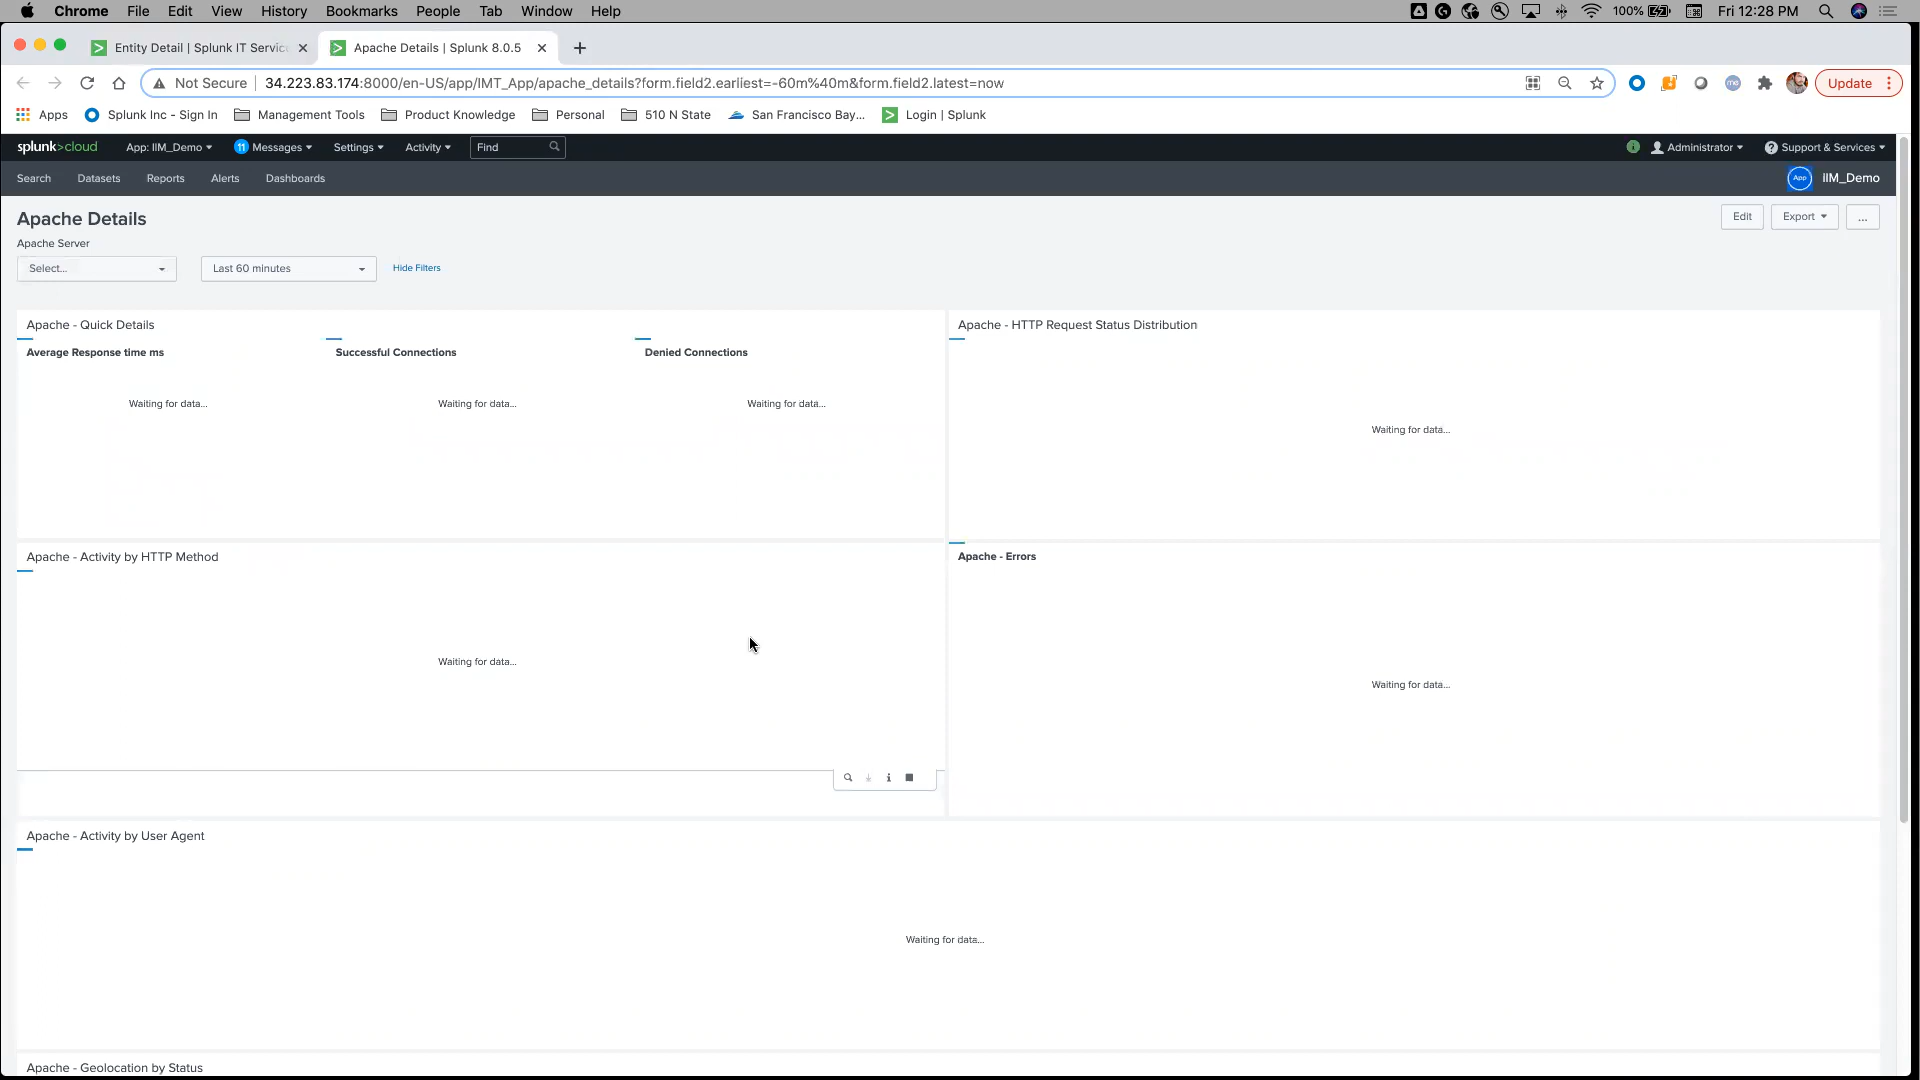 Chrome File Edit View History Bookmarks People Tab Window Help 100% Fri 12:28 PM
Entity Detail | Splunk IT Servic Apache Details | Splunk 8.0.5
Not Secure 34.223.83.174:8000/en-US/app/IMT_App/apache_details?form.field2.earliest=-60m%40m&form.field2.latest=now Update
Apps Splunk Inc - Sign In Management Tools Product Knowledge Personal 510 N State San Francisco Bay... Login | Splunk
splunk>cloud App: IIM_Demo 11 Messages Settings Activity Find Administrator Support & Services
Search Datasets Reports Alerts Dashboards App IIM_Demo
Apache Details Edit Export ...
Apache Server
Select... Last 60 minutes Hide Filters
Apache - Quick Details
Average Response time ms Successful Connections Denied Connections
Waiting for data... Waiting for data... Waiting for data...
Apache - HTTP Request Status Distribution
Waiting for data...
Apache - Activity by HTTP Method
Waiting for data...
Apache - Errors
Waiting for data...
Apache - Activity by User Agent
Waiting for data...
Apache - Geolocation by Status